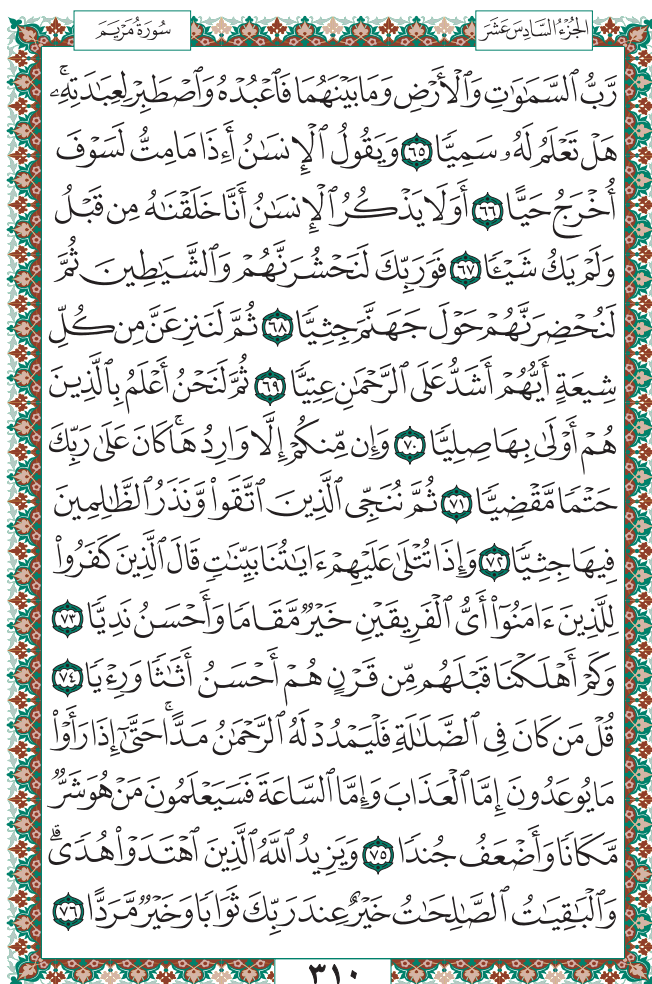 الجُزْءُ السَّادِسَ عَشَرَ
سُورَةُ مَرْيَمَ
رَّبُّ ٱلسَّمَٰوَٰتِ وَٱلْأَرْضِ وَمَا بَيْنَهُمَا فَٱعْبُدْهُ وَٱصْطَبِرْ لِعِبَٰدَتِهِۦۚ
هَلْ تَعْلَمُ لَهُۥ سَمِيًّا ٦٥ وَيَقُولُ ٱلْإِنسَٰنُ أَءِذَا مَا مِتُّ لَسَوْفَ
أُخْرَجُ حَيًّا ٦٦ أَوَلَا يَذْكُرُ ٱلْإِنسَٰنُ أَنَّا خَلَقْنَٰهُ مِن قَبْلُ
وَلَمْ يَكُ شَيْـًٔا ٦٧ فَوَرَبِّكَ لَنَحْشُرَنَّهُمْ وَٱلشَّيَٰطِينَ ثُمَّ
لَنُحْضِرَنَّهُمْ حَوْلَ جَهَنَّمَ جِثِيًّا ٦٨ ثُمَّ لَنَنزِعَنَّ مِن كُلِّ
شِيعَةٍ أَيُّهُمْ أَشَدُّ عَلَى ٱلرَّحْمَٰنِ عِتِيًّا ٦٩ ثُمَّ لَنَحْنُ أَعْلَمُ بِٱلَّذِينَ
هُمْ أَوْلَىٰ بِهَا صِلِيًّا ٧٠ وَإِن مِّنكُمْ إِلَّا وَارِدُهَاۚ كَانَ عَلَىٰ رَبِّكَ
حَتْمًا مَّقْضِيًّا ٧١ ثُمَّ نُنَجِّى ٱلَّذِينَ ٱتَّقَوا۟ وَّنَذَرُ ٱلظَّٰلِمِينَ
فِيهَا جِثِيًّا ٧٢ وَإِذَا تُتْلَىٰ عَلَيْهِمْ ءَايَٰتُنَا بَيِّنَٰتٍ قَالَ ٱلَّذِينَ كَفَرُوا۟
لِلَّذِينَ ءَامَنُوٓا۟ أَىُّ ٱلْفَرِيقَيْنِ خَيْرٌ مَّقَامًا وَأَحْسَنُ نَدِيًّا ٧٣
وَكَمْ أَهْلَكْنَا قَبْلَهُم مِّن قَرْنٍ هُمْ أَحْسَنُ أَثَٰثًا وَرِءْيًا ٧٤
قُلْ مَن كَانَ فِى ٱلضَّلَٰلَةِ فَلْيَمْدُدْ لَهُ ٱلرَّحْمَٰنُ مَدًّاۚ حَتَّىٰٓ إِذَا رَأَوْا۟
مَا يُوعَدُونَ إِمَّا ٱلْعَذَابَ وَإِمَّا ٱلسَّاعَةَ فَسَيَعْلَمُونَ مَنْ هُوَ شَرٌّ
مَّكَانًا وَأَضْعَفُ جُندًا ٧٥ وَيَزِيدُ ٱللَّهُ ٱلَّذِينَ ٱهْتَدَوْا۟ هُدًىۗ
وَٱلْبَٰقِيَٰتُ ٱلصَّٰلِحَٰتُ خَيْرٌ عِندَ رَبِّكَ ثَوَابًا وَخَيْرٌ مَّرَدًّا ٧٦
٣١٠